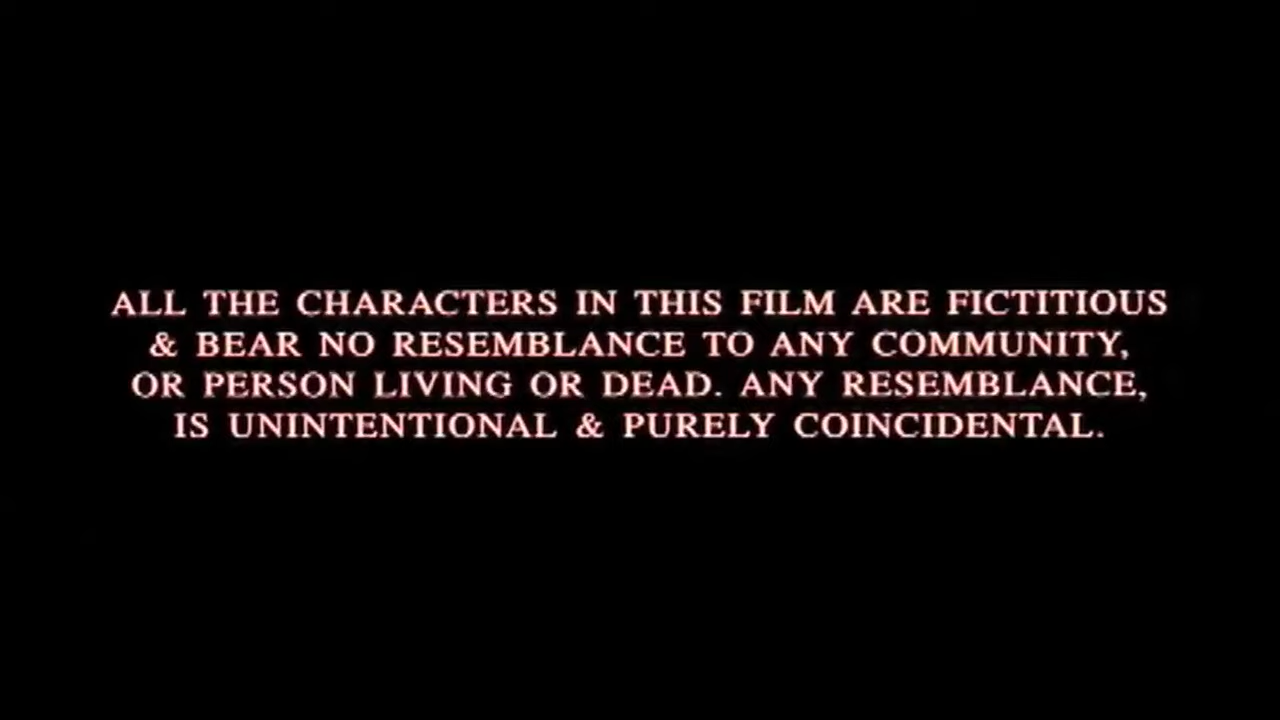 ALL THE CHARACTERS IN THIS FILM ARE FICTITIOUS
& BEAR NO RESEMBLANCE TO ANY COMMUNITY,
OR PERSON LIVING OR DEAD. ANY RESEMBLANCE,
IS UNINTENTIONAL & PURELY COINCIDENTAL.